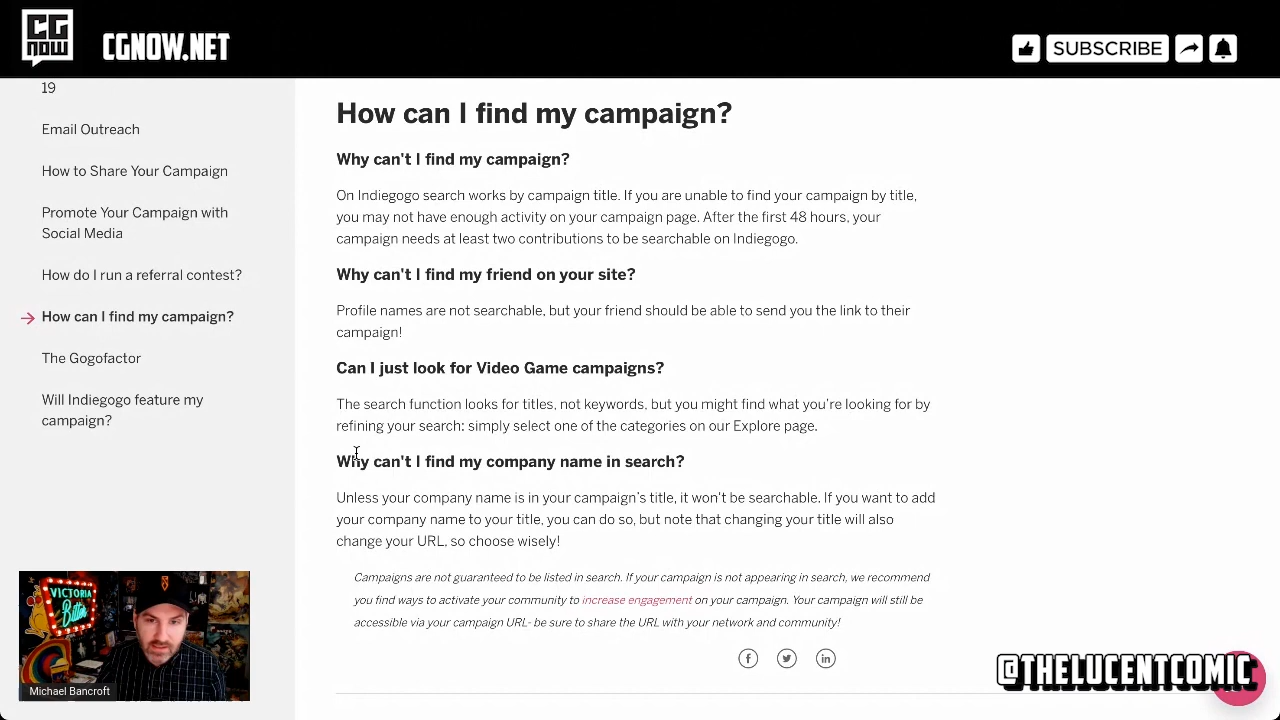 CG
NOW
CGNOW.NET
SUBSCRIBE
19
Email Outreach
How to Share Your Campaign
Promote Your Campaign with
Social Media
How do I run a referral contest?
How can I find my campaign?
The Gogofactor
Will Indiegogo feature my
campaign?
How can I find my campaign?
Why can't I find my campaign?
On Indiegogo search works by campaign title. If you are unable to find your campaign by title,
you may not have enough activity on your campaign page. After the first 48 hours, your
campaign needs at least two contributions to be searchable on Indiegogo.
Why can't I find my friend on your site?
Profile names are not searchable, but your friend should be able to send you the link to their
campaign!
Can I just look for Video Game campaigns?
The search function looks for titles, not keywords, but you might find what you're looking for by
refining your search: simply select one of the categories on our Explore page.
Why can't I find my company name in search?
Unless your company name is in your campaign's title, it won't be searchable. If you want to add
your company name to your title, you can do so, but note that changing your title will also
change your URL, so choose wisely!
Campaigns are not guaranteed to be listed in search. If your campaign is not appearing in search, we recommend
you find ways to activate your community to increase engagement on your campaign. Your campaign will still be
accessible via your campaign URL- be sure to share the URL with your network and community!
VICTORIA
Bitter
Michael Bancroft
@THELUCENTCOMIC